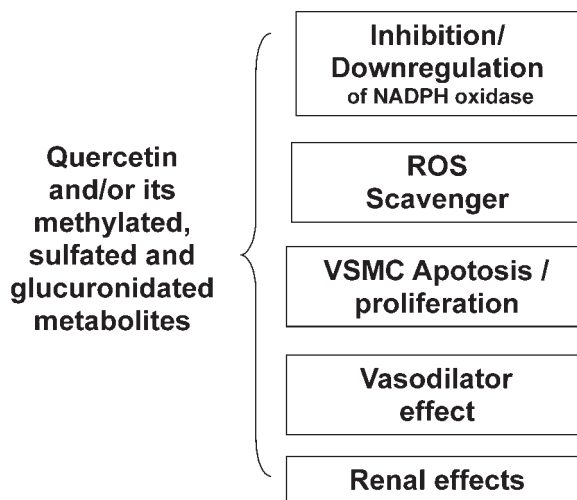 Quercetin
and/or its
methylated,
sulfated and
glucuronidated
metabolites
Inhibition/
Downregulation
of NADPH oxidase
ROS
Scavenger
VSMC Apotosis /
proliferation
Vasodilator
effect
Renal effects